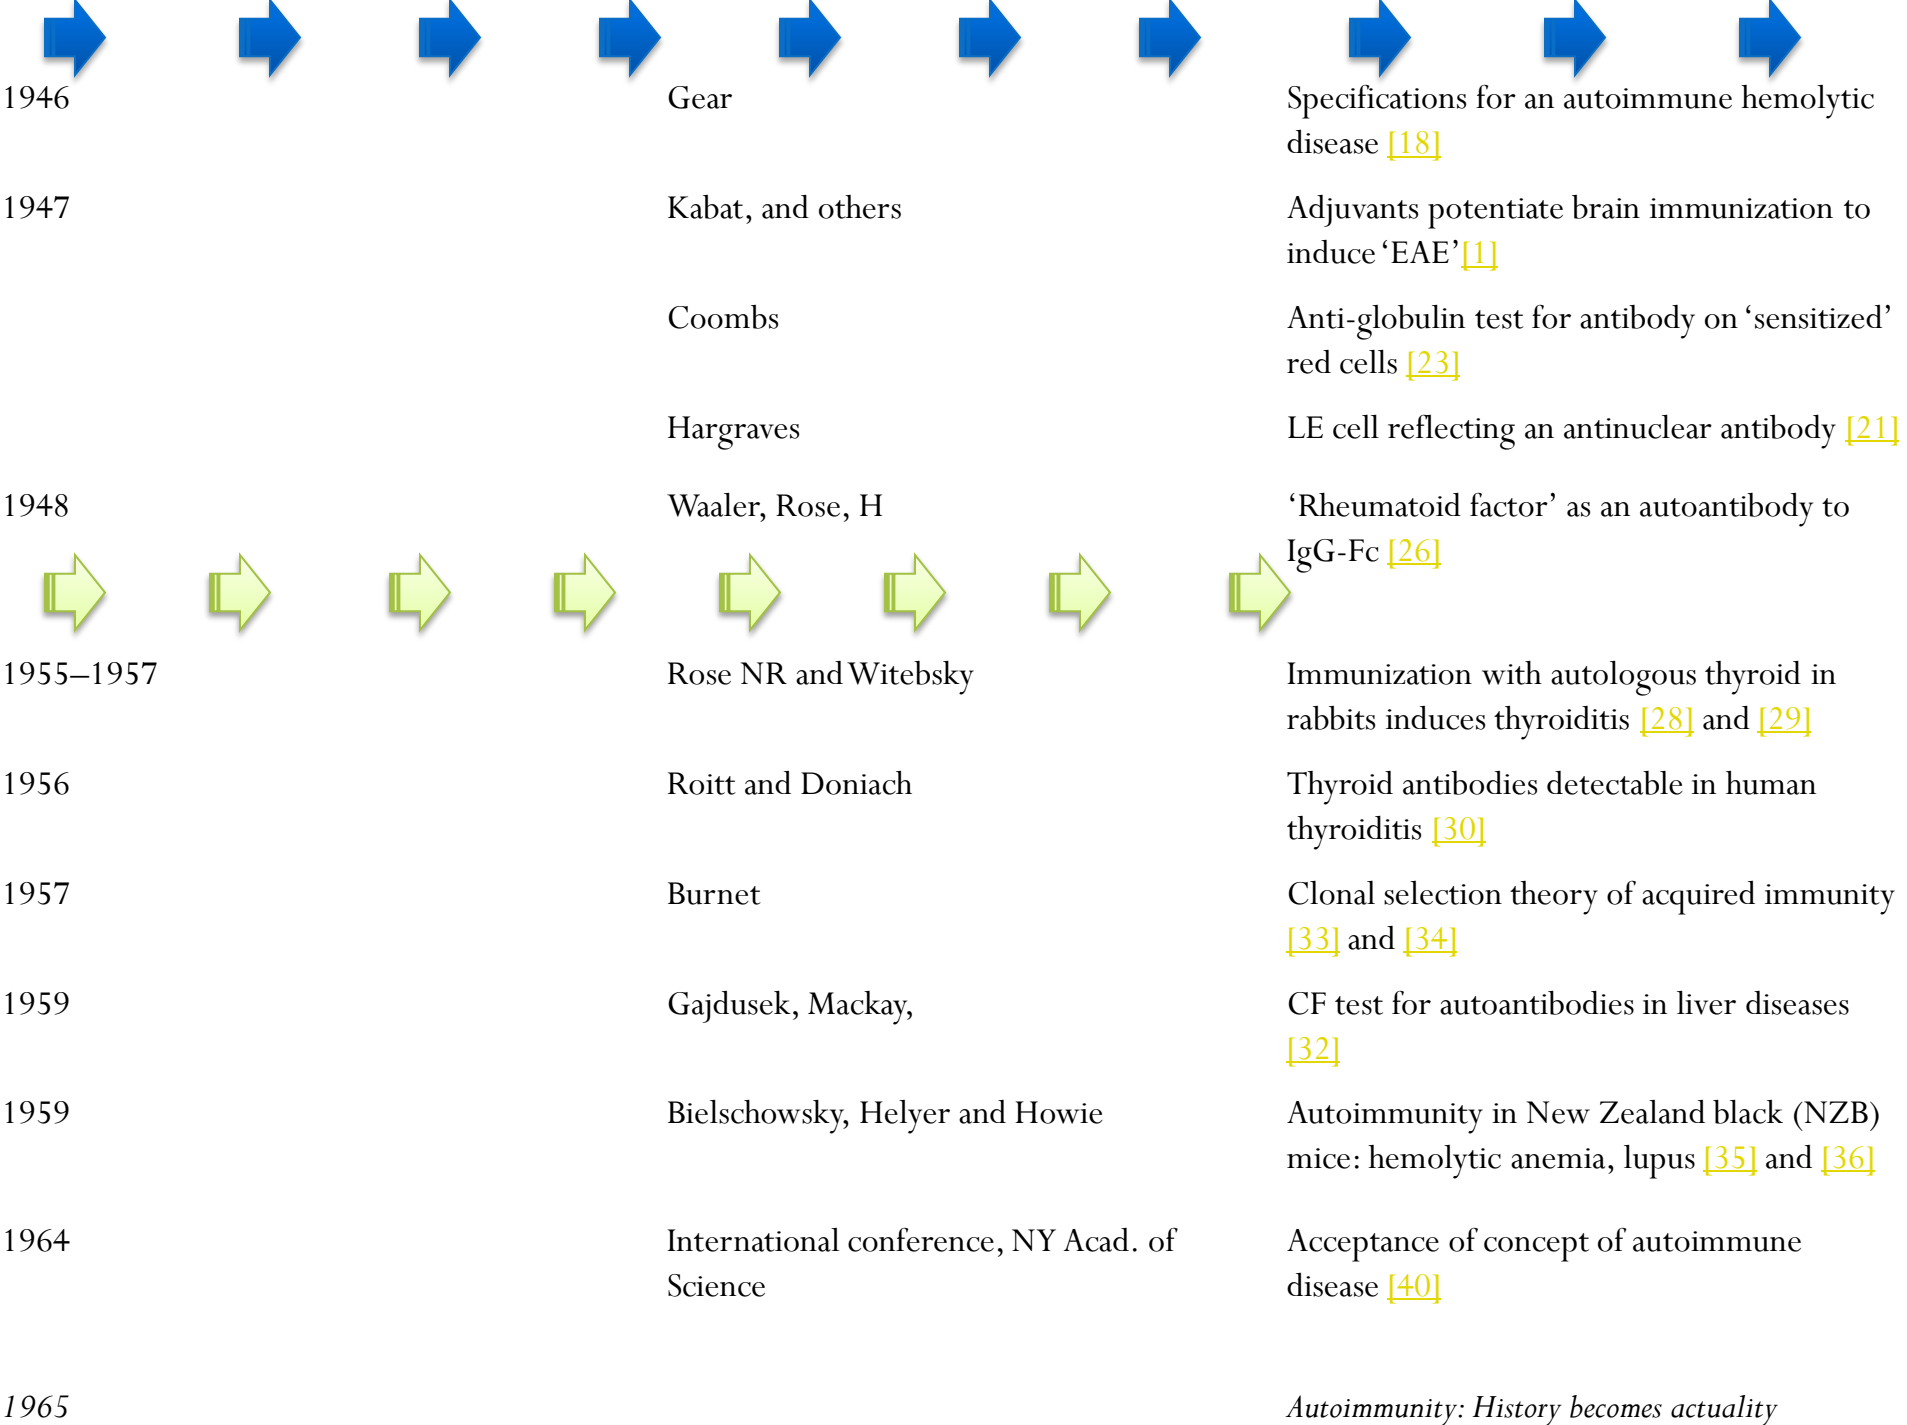 1946 Gear Specifications for an autoimmune hemolytic
disease [18]
1947 Kabat, and others Adjuvants potentiate brain immunization to
induce ‘EAE’[1]
Coombs Anti-globulin test for antibody on ‘sensitized’
red cells [23]
Hargraves LE cell reflecting an antinuclear antibody [21]
1948 Waaler, Rose, H ‘Rheumatoid factor’ as an autoantibody to
IgG-Fc [26]
1955–1957 Rose NR and Witebsky Immunization with autologous thyroid in
rabbits induces thyroiditis [28] and [29]
1956 Roitt and Doniach Thyroid antibodies detectable in human
thyroiditis [30]
1957 Burnet Clonal selection theory of acquired immunity
[33] and [34]
1959 Gajdusek, Mackay, CF test for autoantibodies in liver diseases
[32]
1959 Bielschowsky, Helyer and Howie Autoimmunity in New Zealand black (NZB)
mice: hemolytic anemia, lupus [35] and [36]
1964 International conference, NY Acad. of Acceptance of concept of autoimmune
Science disease [40]
1965 Autoimmunity: History becomes actuality